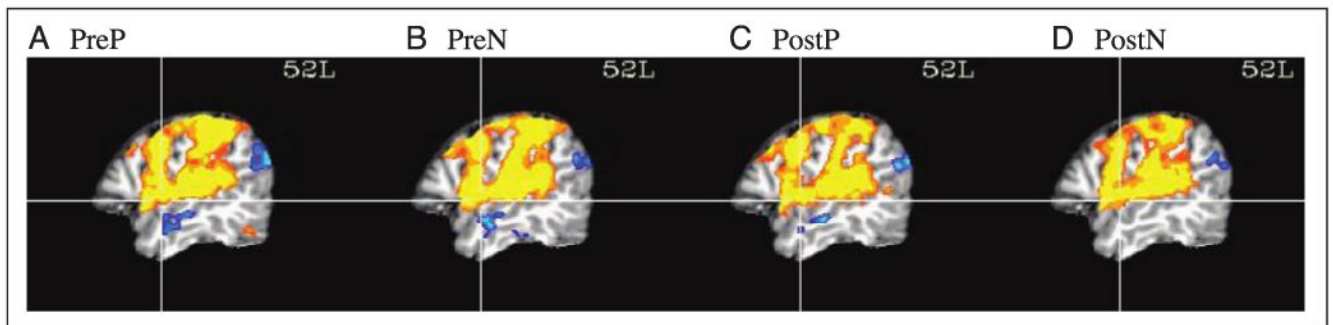 A PreP B PreN C PostP D PostN
52L 52L 52L 52L